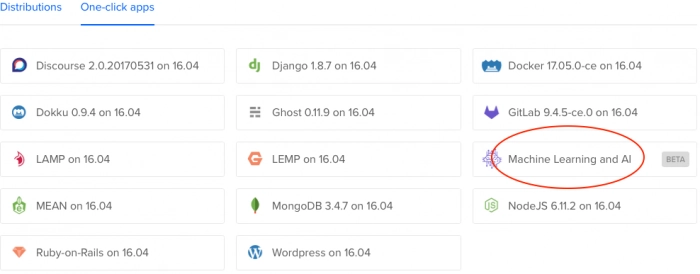 Distributions One-click apps
Discourse 2.0.20170531 on 16.04 Django 1.8.7 on 16.04 Docker 17.05.0-ce on 16.04
Dokku 0.9.4 on 16.04 Ghost 0.11.9 on 16.04 GitLab 9.4.5-ce.0 on 16.04
LAMP on 16.04 LEMP on 16.04 Machine Learning and AI BETA
MEAN on 16.04 MongoDB 3.4.7 on 16.04 NodeJS 6.11.2 on 16.04
Ruby-on-Rails on 16.04 Wordpress on 16.04